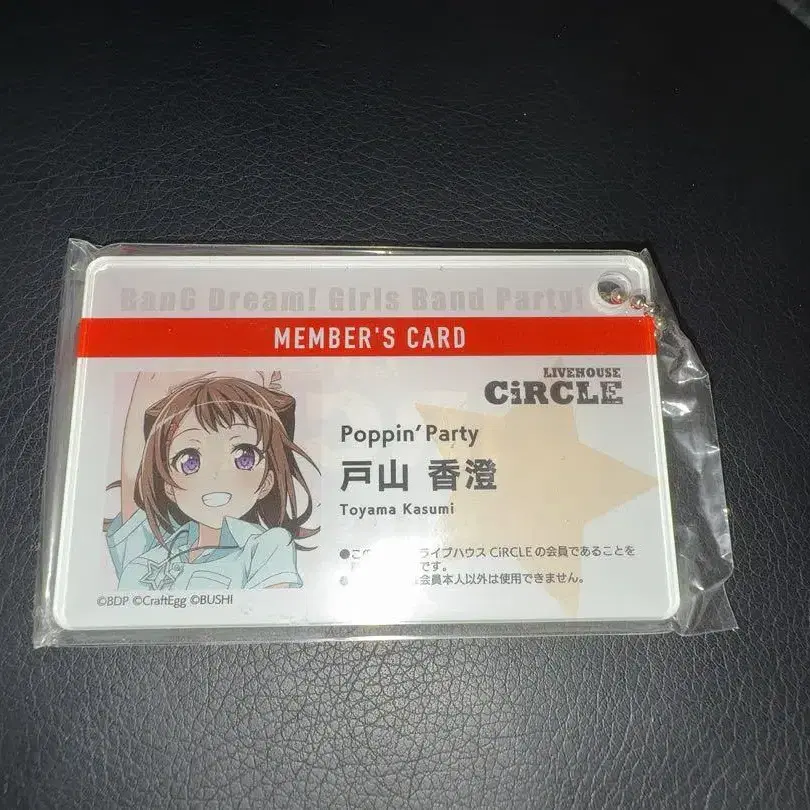 BanG Dream! Girls Band Party!
MEMBER'S CARD
LIVEHOUSE
CiRCLE
Poppin' Party
戸山 香澄
Toyama Kasumi
●この ライブハウス CiRCLE の会員であることを
です。
● 会員本人以外は使用できません。
©BDP ©CraftEgg ©BUSHI